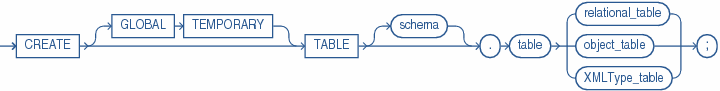 GLOBAL TEMPORARY schema relational_table
CREATE TABLE . table object_table ;
XMLType_table